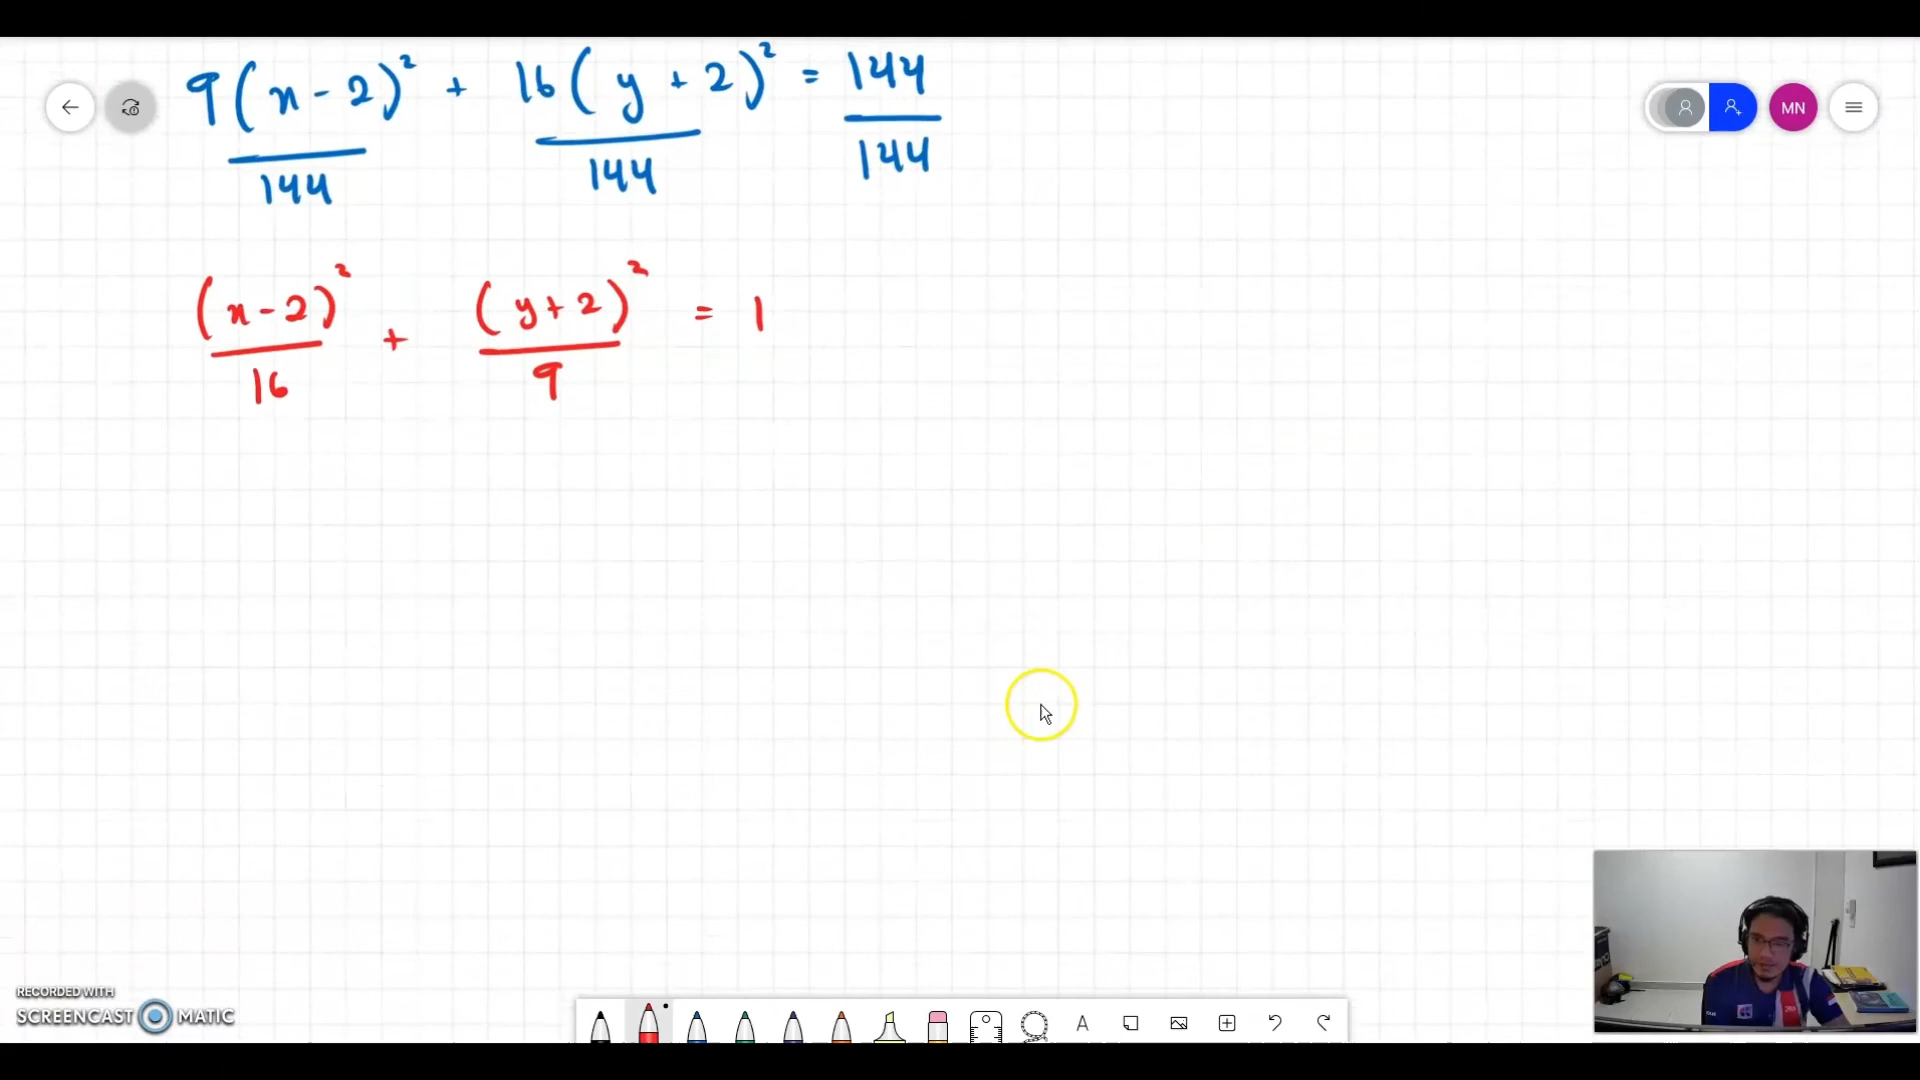 9(x-2)² + 16(y+2)² = 144
144 144 144
MN
(x-2)² + (y+2)² = 1
16 9
RECORDED WITH
SCREENCAST MATIC
A